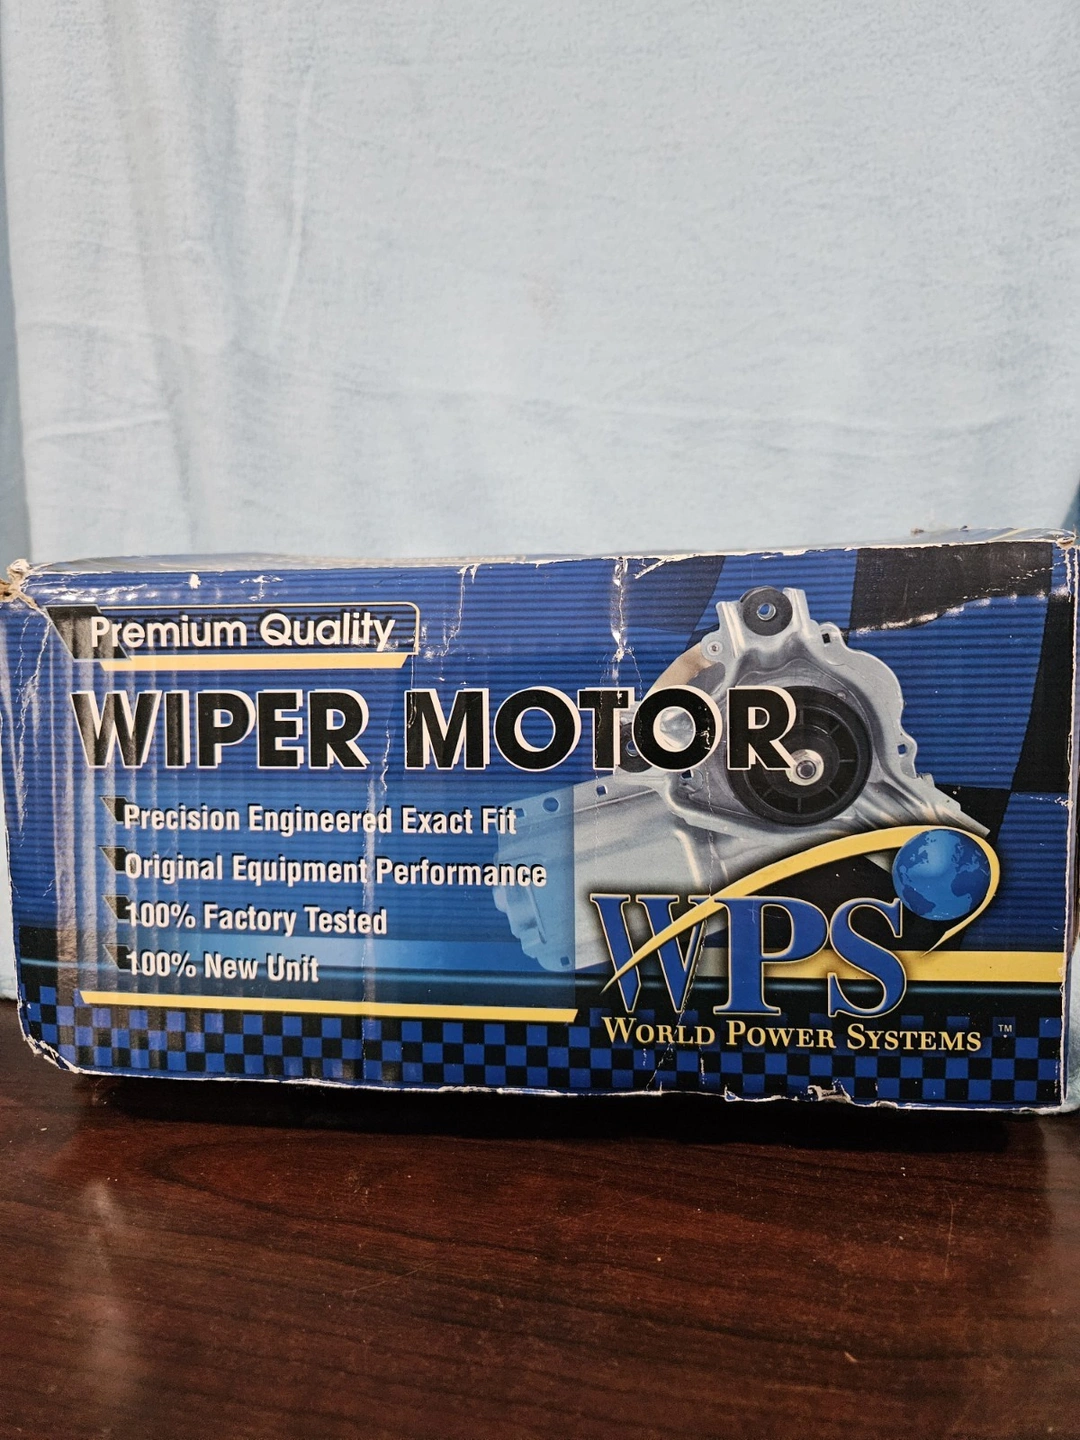 Premium Quality
WIPER MOTOR
Precision Engineered Exact Fit
Original Equipment Performance
100% Factory Tested
100% New Unit
WPS
WORLD POWER SYSTEMS ™